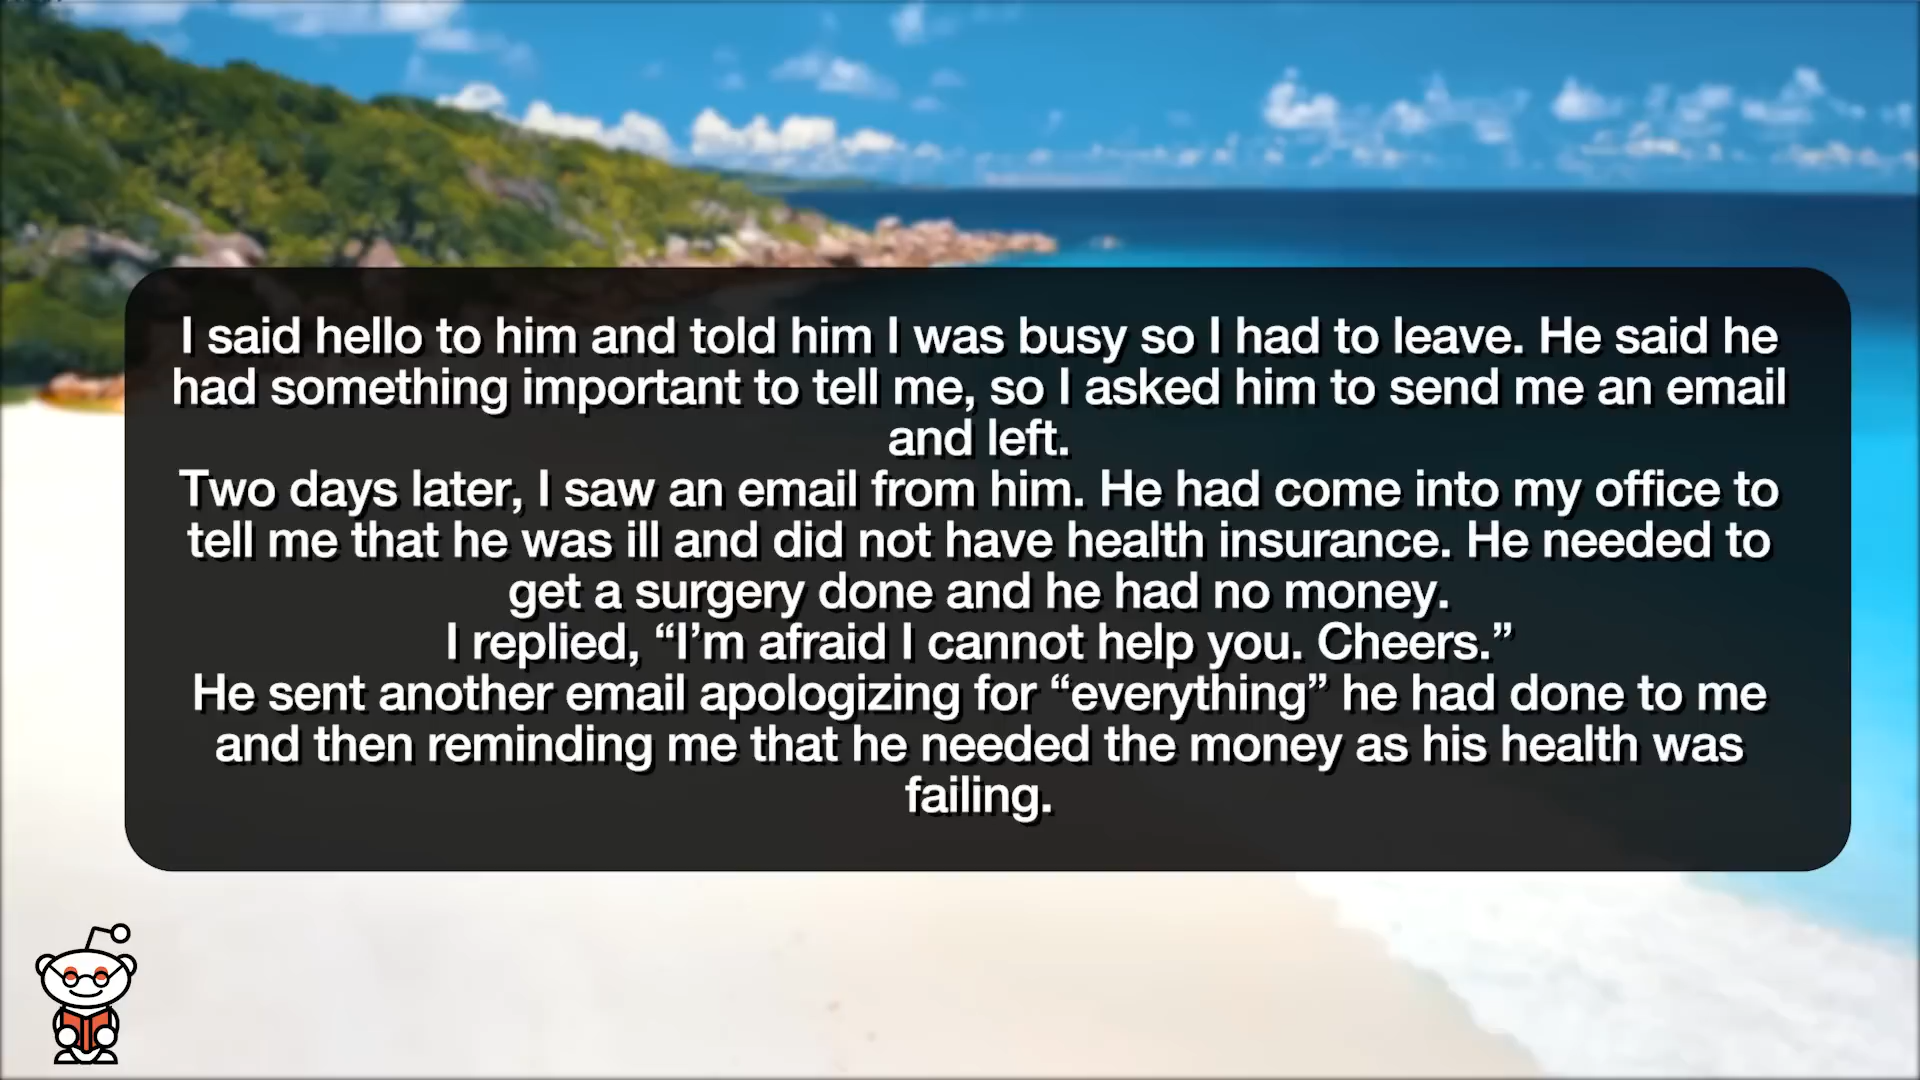 I said hello to him and told him I was busy so I had to leave. He said he
had something important to tell me, so I asked him to send me an email
and left.
Two days later, I saw an email from him. He had come into my office to
tell me that he was ill and did not have health insurance. He needed to
get a surgery done and he had no money.
I replied, “I’m afraid I cannot help you. Cheers.”
He sent another email apologizing for “everything” he had done to me
and then reminding me that he needed the money as his health was
failing.